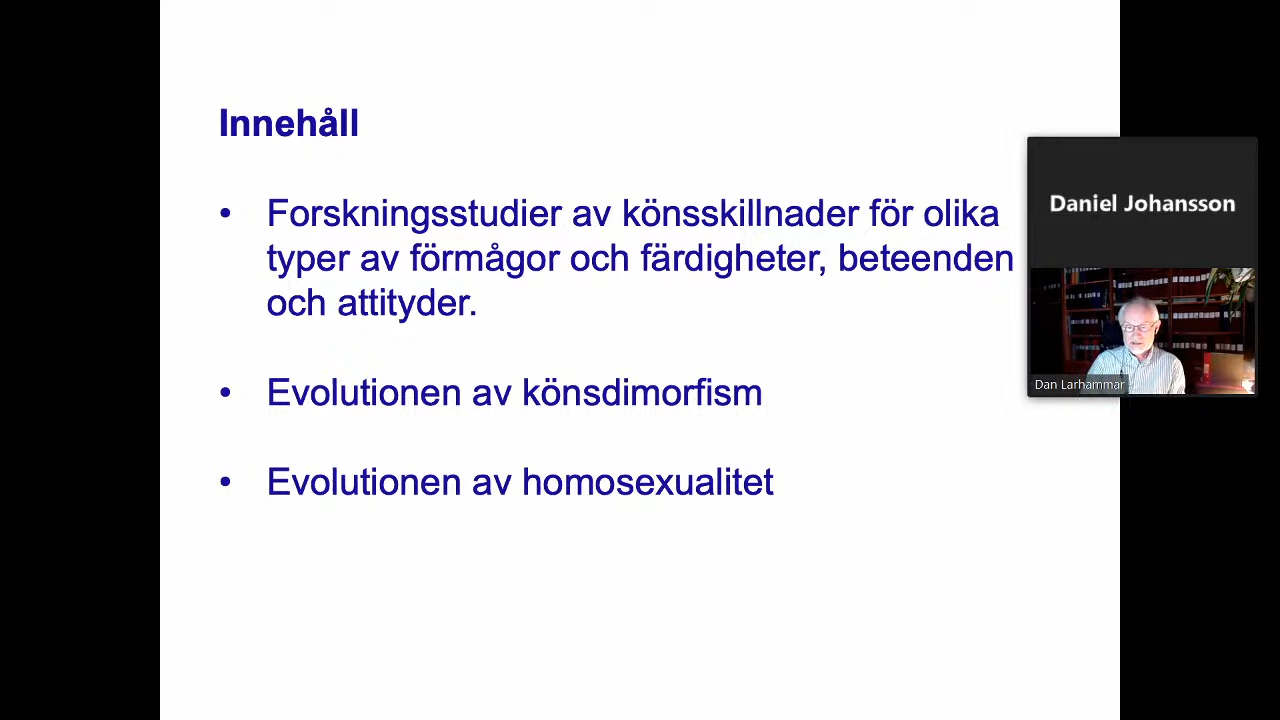 Innehåll
• Forskningsstudier av könsskillnader för olika
typer av förmågor och färdigheter, beteenden
och attityder.
• Evolutionen av könsdimorfism
• Evolutionen av homosexualitet
Daniel Johansson
Dan Larhammar